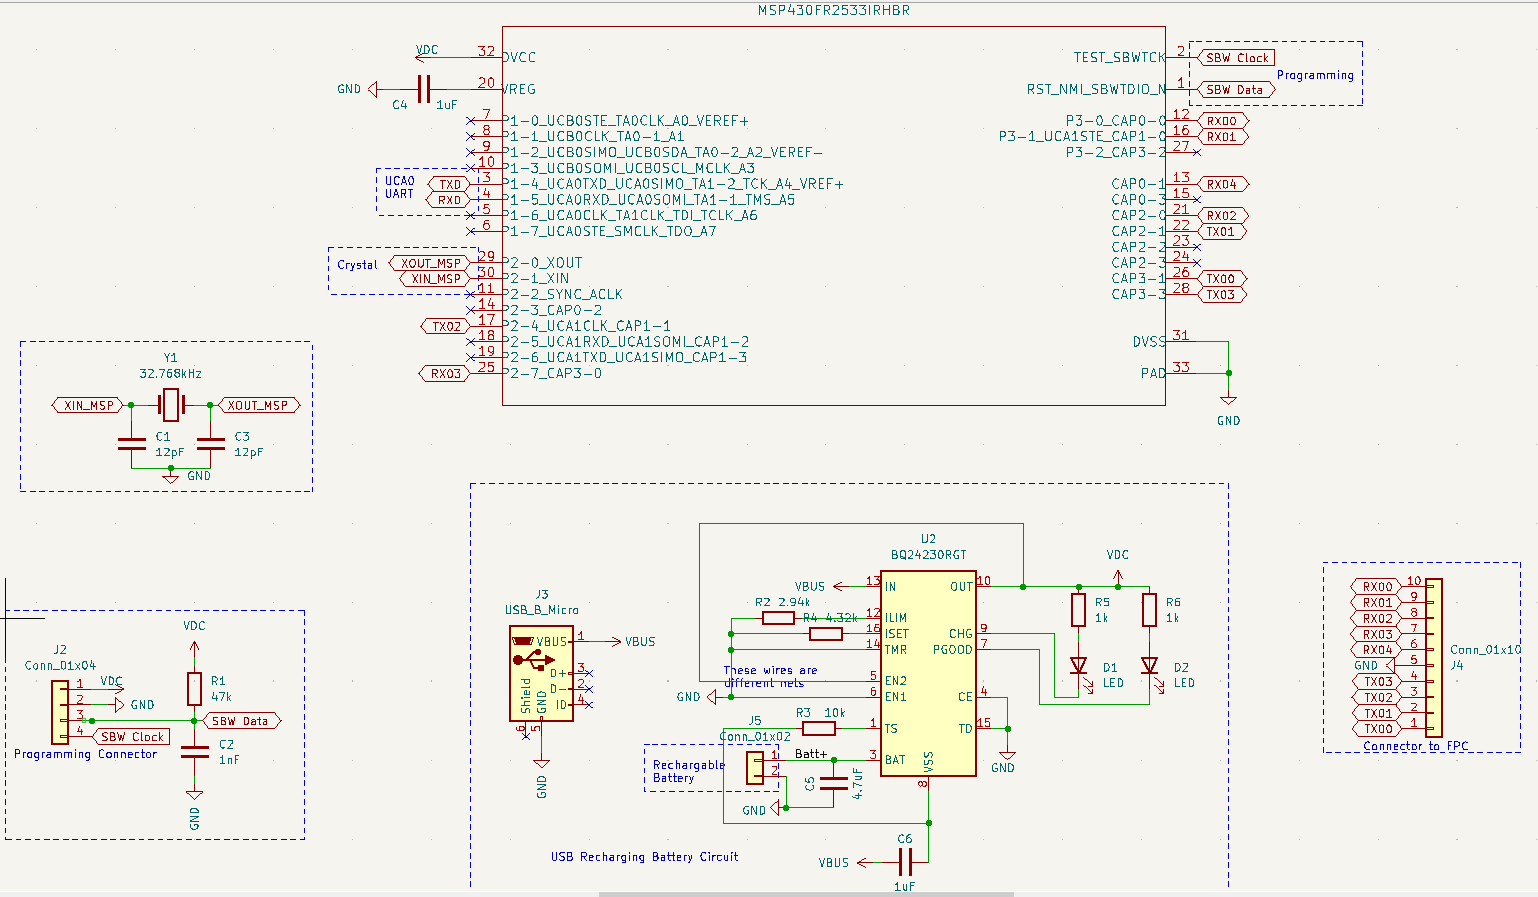 MSP430FR2533IRHBR
VDC
32
DVCC
GND
C4
1uF
20
VREG
7
P1-0_UCB0STE_TA0CLK_A0_VEREF+
8
P1-1_UCB0CLK_TA0-1_A1
9
P1-2_UCB0SIMO_UCB0SDA_TA0-2_A2_VEREF-
10
P1-3_UCB0SOMI_UCB0SCL_MCLK_A3
UCA0
UART
TXD
3
P1-4_UCA0TXD_UCA0SIMO_TA1-2_TCK_A4_VREF+
RXD
4
P1-5_UCA0RXD_UCA0SOMI_TA1-1_TMS_A5
5
P1-6_UCA0CLK_TA1CLK_TDI_TCLK_A6
6
P1-7_UCA0STE_SMCLK_TDO_A7
Crystal
XOUT_MSP
29
P2-0_XOUT
XIN_MSP
30
P2-1_XIN
11
P2-2_SYNC_ACLK
14
P2-3_CAP0-2
TX02
17
P2-4_UCA1CLK_CAP1-1
18
P2-5_UCA1RXD_UCA1SOMI_CAP1-2
19
P2-6_UCA1TXD_UCA1SIMO_CAP1-3
RX03
25
P2-7_CAP3-0
TEST_SBWTCK
2
SBW Clock
Programming
RST_NMI_SBWTDIO_N
1
SBW Data
P3-0_CAP0-0
12
RX00
P3-1_UCA1STE_CAP1-0
16
RX01
P3-2_CAP3-2
27
CAP0-1
13
RX04
CAP0-3
15
CAP2-0
21
RX02
CAP2-1
22
TX01
CAP2-2
23
CAP2-3
24
CAP3-1
26
TX00
CAP3-3
28
TX03
DVSS
31
PAD
33
GND
Y1
32.768kHz
XIN_MSP
XOUT_MSP
C1
12pF
C3
12pF
GND
J2
Conn_01x04
1
VDC
2
GND
3
4
SBW Clock
VDC
R1
47k
SBW Data
C2
1nF
GND
Programming Connector
J3
USB_B_Micro
VBUS
1
VBUS
D+
3
D-
2
ID
4
Shield
GND
6
5
GND
U2
BQ24230RGT
VBUS
13
IN
R2 2.94k
12
ILIM
R4 4.32k
16
ISET
14
TMR
These wires are
different nets
5
EN2
GND
6
EN1
R3 10k
1
TS
J5
Conn_01x02
Rechargable
Battery
1
2
Batt+
3
BAT
C5
4.7uF
GND
VSS
8
C6
VBUS
1uF
OUT
10
CHG
9
PGOOD
7
CE
4
TD
15
GND
VDC
R5
1k
R6
1k
D1
LED
D2
LED
USB Recharging Battery Circuit
RX00
10
RX01
9
RX02
8
RX03
7
RX04
6
GND
5
TX03
4
TX02
3
TX01
2
TX00
1
Conn_01x10
J4
Connector to FPC